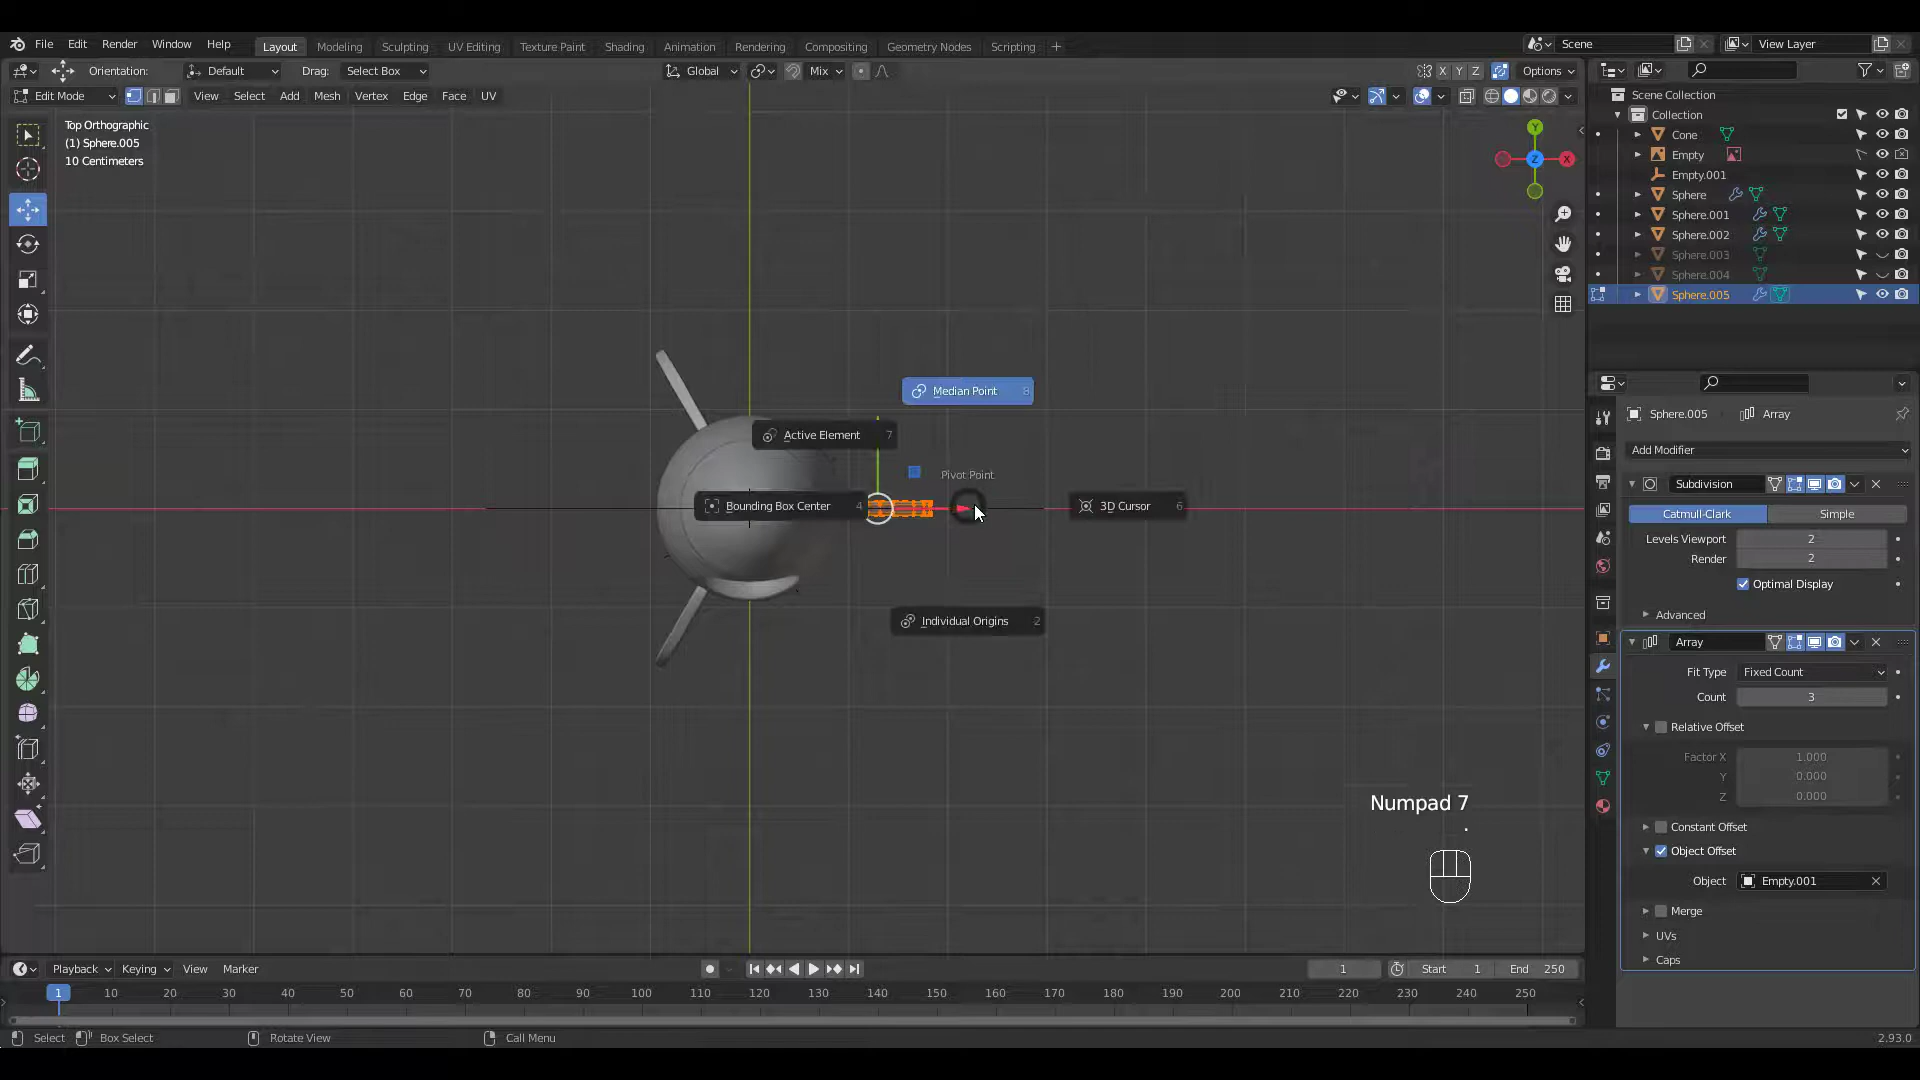 File Edit Render Window Help Layout Modeling Sculpting UV Editing Texture Paint Shading Animation Rendering Compositing Geometry Nodes Scripting + Scene View Layer
Orientation: Default Drag: Select Box Global Mix X Y Z Options
Edit Mode View Select Add Mesh Vertex Edge Face UV
Scene Collection
Collection
Cone
Empty
Empty.001
Sphere
Sphere.001
Sphere.002
Sphere.003
Sphere.004
Sphere.005
Top Orthographic
(1) Sphere.005
10 Centimeters
Y
Z X
Median Point 8
Active Element 7
Pivot Point
Bounding Box Center 4
3D Cursor 6
Individual Origins 2
Numpad 7
.
Sphere.005 Array
Add Modifier
Subdivision
Catmull-Clark Simple
Levels Viewport 2
Render 2
Optimal Display
Advanced
Array
Fit Type Fixed Count
Count 3
Relative Offset
Factor X 1.000
Y 0.000
Z 0.000
Constant Offset
Object Offset
Object Empty.001
Merge
UVs
Caps
Playback Keying View Marker 1 Start 1 End 250
1 10 20 30 40 50 60 70 80 90 100 110 120 130 140 150 160 170 180 190 200 210 220 230 240 250
Select Box Select Rotate View Call Menu 2.93.0